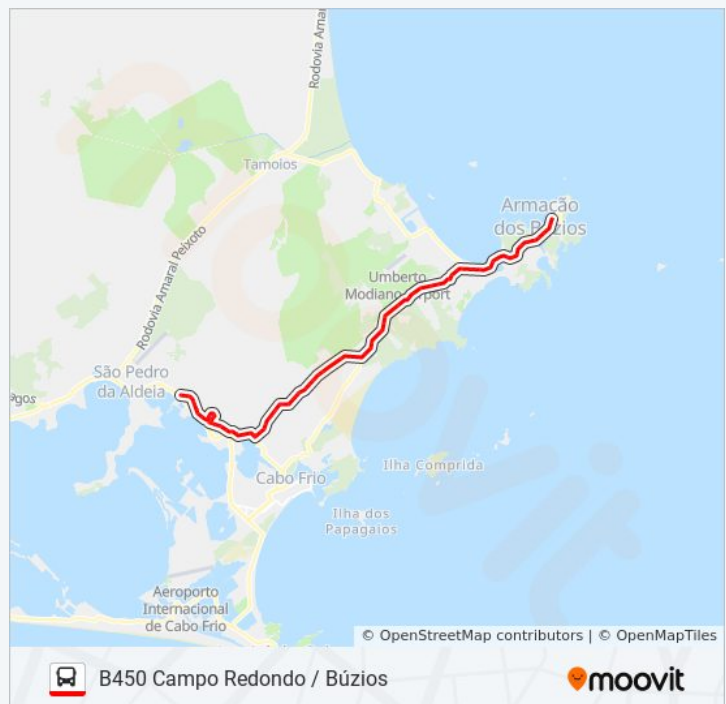 Rodovia Amaral
Tamoios
Armação
dos Búzios
Rodovia Amaral Peixoto
Umberto
Modiano Airport
São Pedro
da Aldeia
agos
Ilha Comprida
Cabo Frio
Ilha dos
Papagaios
Aeroporto
Internacional
de Cabo Frio
© OpenStreetMap contributors | © OpenMapTiles
B450 Campo Redondo / Búzios
moovit